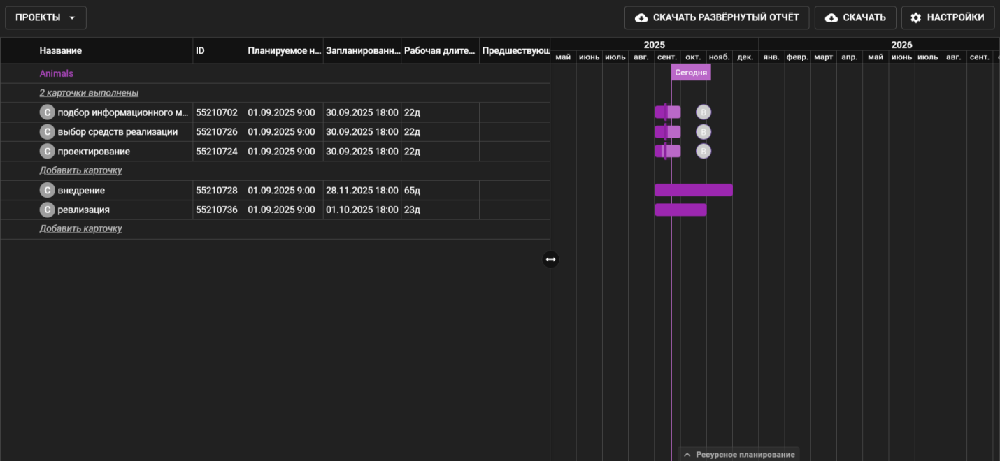 ПРОЕКТЫ СКАЧАТЬ РАЗВЁРНУТЫЙ ОТЧЁТ СКАЧАТЬ НАСТРОЙКИ
2025 2026
Название ID Планируемое н... Запланированн... Рабочая длите... Предшествующ
май июнь июль авг. сент. окт. нояб. дек. янв. февр. март апр. май июнь июль авг. сент.
Animals Сегодня
2 карточки выполнены
С подбор информационного м... 55210702 01.09.2025 9:00 30.09.2025 18:00 22д В
С выбор средств реализации 55210726 01.09.2025 9:00 30.09.2025 18:00 22д В
С проектирование 55210724 01.09.2025 9:00 30.09.2025 18:00 22д В
Добавить карточку
С внедрение 55210728 01.09.2025 9:00 28.11.2025 18:00 65д
С ревлизация 55210736 01.09.2025 9:00 01.10.2025 18:00 23д
Добавить карточку
Ресурсное планирование